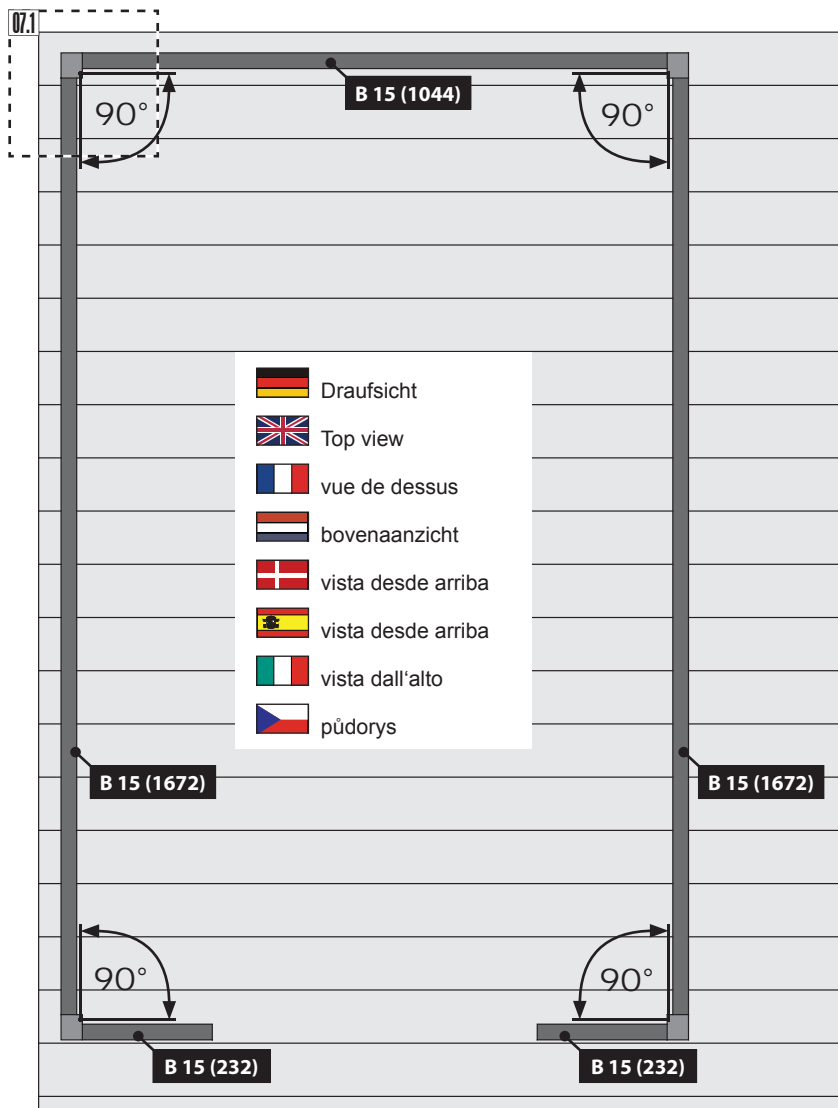 07.1
B 15 (1044)
90°
90°
Draufsicht
Top view
vue de dessus
bovenaanzicht
vista desde arriba
vista desde arriba
vista dall‘alto
půdorys
B 15 (1672)
B 15 (1672)
90°
90°
B 15 (232)
B 15 (232)